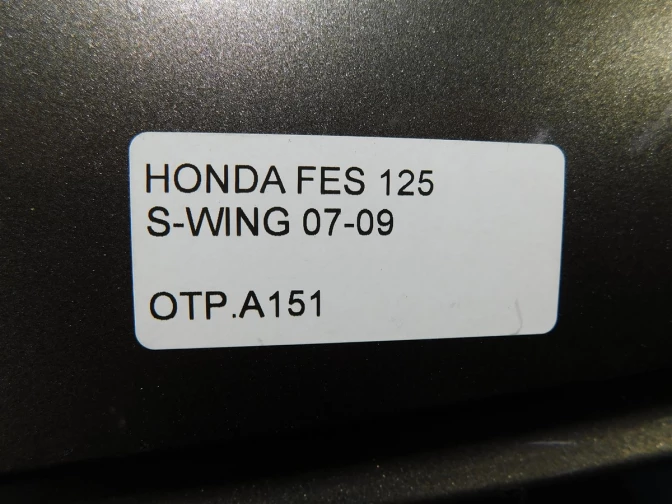 HONDA FES 125
S-WING 07-09
OTP.A151